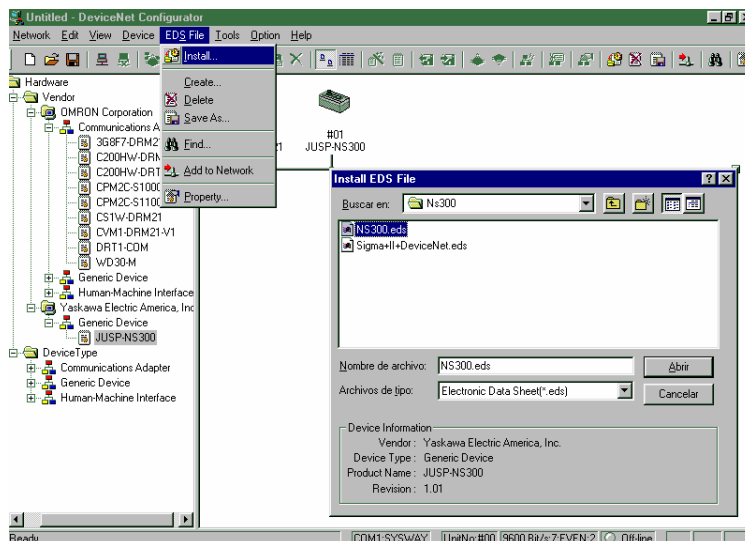 Untitled - DeviceNet Configurator
Network Edit View Device EDS File Tools Option Help
Install...
Create...
Delete
Save As...
Find...
Add to Network
Property...
Hardware
Vendor
OMRON Corporation
Communications A
3G8F7-DRM2
C200HW-DRM
C200HW-DRT
CPM2C-S100
CPM2C-S110
CS1W-DRM21
CVM1-DRM21-V1
DRT1-COM
WD30-M
Generic Device
Human-Machine Interface
Yaskawa Electric America, Inc
Generic Device
JUSP-NS300
DeviceType
Communications Adapter
Generic Device
Human-Machine Interface
21
#01
JUSP-NS300
Install EDS File
Buscar en: Ns300
NS300.eds
Sigma+II+DeviceNet.eds
Nombre de archivo: NS300.eds Abrir
Archivos de tipo: Electronic Data Sheet(*.eds) Cancelar
Device Information
Vendor : Yaskawa Electric America, Inc.
Device Type : Generic Device
Product Name : JUSP-NS300
Revision : 1.01
Ready COM1:SYSWAY UnitNo:#00 9600 Bit/s:7:EVEN:2 Off-line